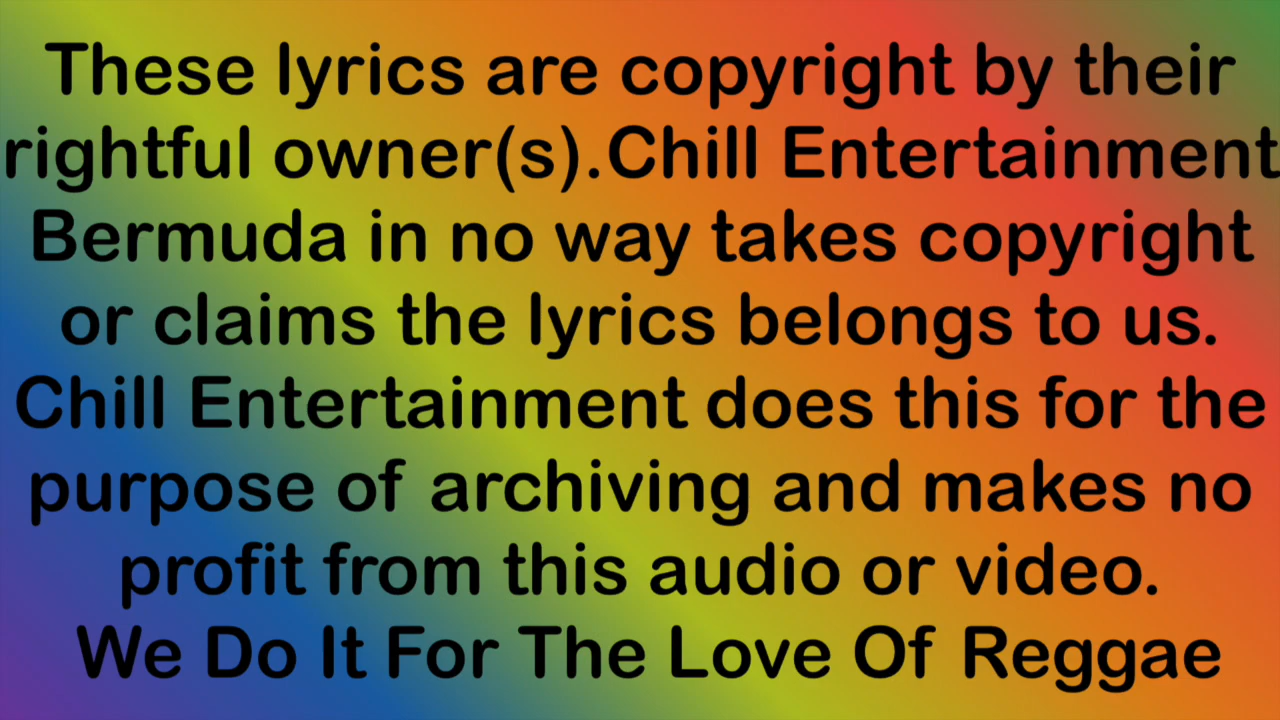 These lyrics are copyright by their
rightful owner(s).Chill Entertainment
Bermuda in no way takes copyright
or claims the lyrics belongs to us.
Chill Entertainment does this for the
purpose of archiving and makes no
profit from this audio or video.
We Do It For The Love Of Reggae